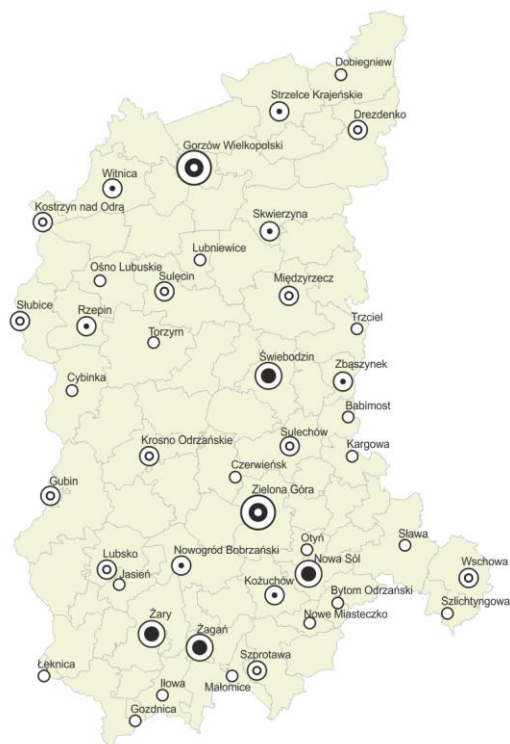 Dobiegniew
Strzelce Krajeńskie
Drezdenko
Gorzów Wielkopolski
Witnica
Kostrzyn nad Odrą
Skwierzyna
Lubniewice
Ośno Lubuskie
Sulęcin
Międzyrzecz
Słubice
Rzepin
Trzciel
Torzym
Świebodzin
Zbąszynek
Cybinka
Babimost
Krosno Odrzańskie
Sulechów
Kargowa
Czerwieńsk
Gubin
Zielona Góra
Otyń
Sława
Lubsko
Nowogród Bobrzański
Nowa Sól
Wschowa
Jasień
Kożuchów
Bytom Odrzański
Szlichtyngowa
Żary
Nowe Miasteczko
Żagań
Szprotawa
Łęknica
Małomice
Iłowa
Gozdnica